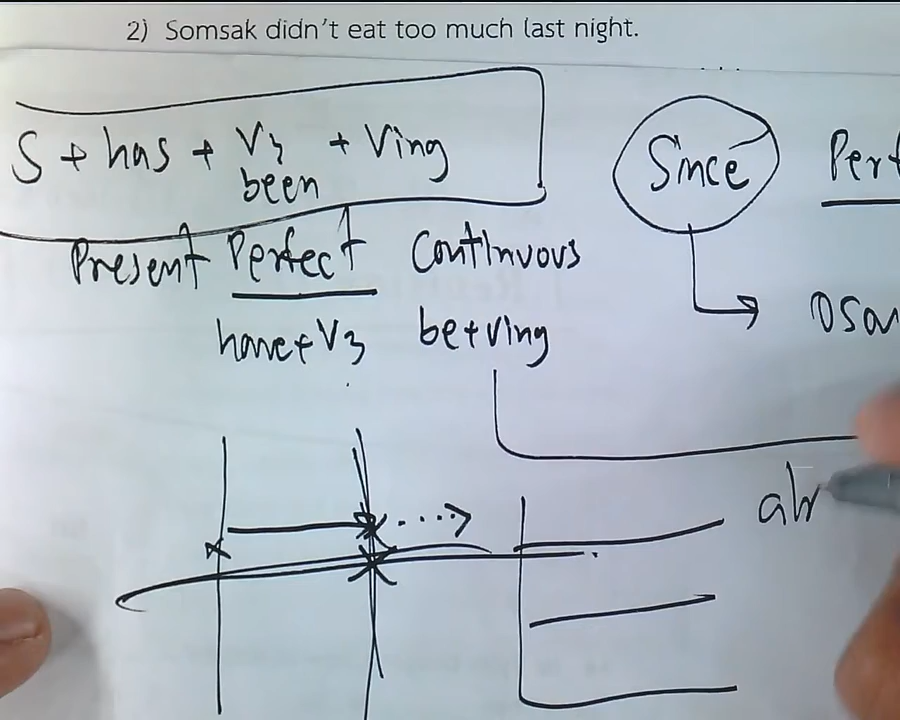 2) Somsak didn't eat too much last night.
S + has + V3 + Ving
been
Since
Perf
Present Perfect Continuous
have+V3 be+ving